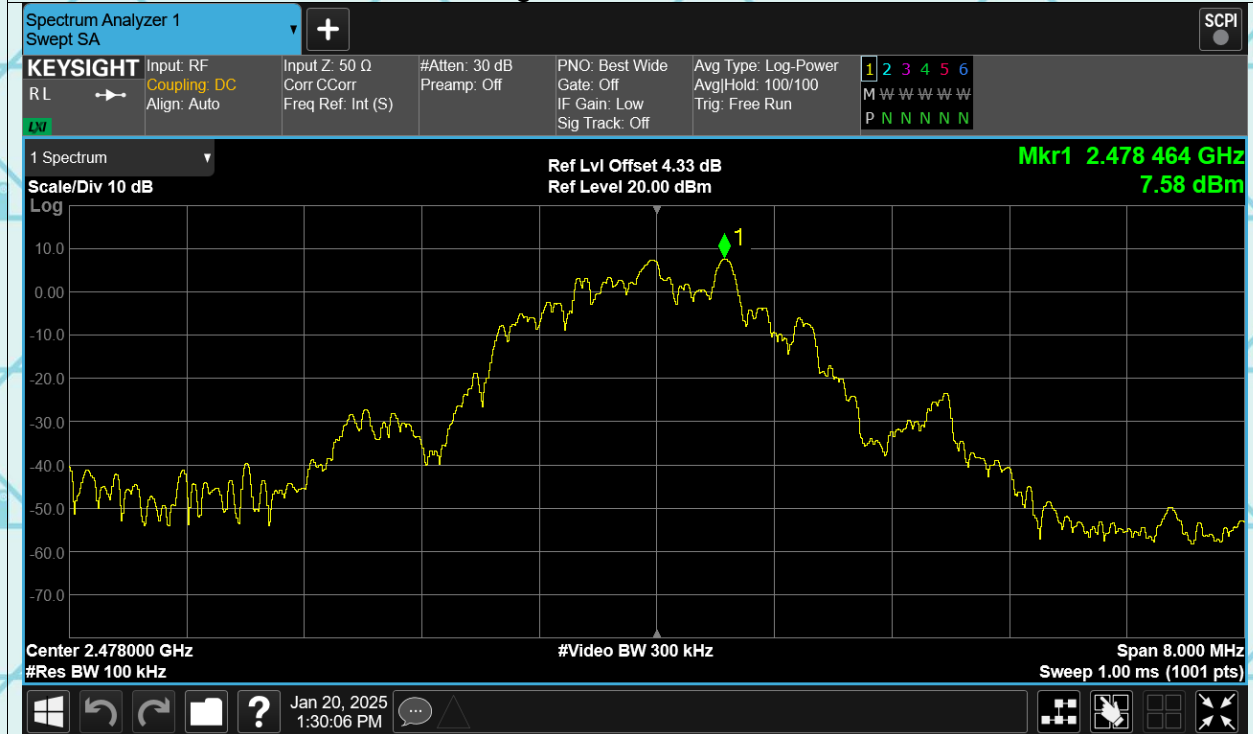 Spectrum Analyzer 1
Swept SA
+
SCPI
KEYSIGHT
R L
LXI
Input: RF
Coupling: DC
Align: Auto
Input Z: 50 Ω
Corr CCorr
Freq Ref: Int (S)
#Atten: 30 dB
Preamp: Off
PNO: Best Wide
Gate: Off
IF Gain: Low
Sig Track: Off
Avg Type: Log-Power
Avg|Hold: 100/100
Trig: Free Run
1 2 3 4 5 6
M W W W W W
P N N N N N
1 Spectrum
Scale/Div 10 dB
Log
Ref Lvl Offset 4.33 dB
Ref Level 20.00 dBm
Mkr1 2.478 464 GHz
7.58 dBm
1
10.0
0.00
-10.0
-20.0
-30.0
-40.0
-50.0
-60.0
-70.0
Center 2.478000 GHz
#Res BW 100 kHz
#Video BW 300 kHz
Span 8.000 MHz
Sweep 1.00 ms (1001 pts)
?
Jan 20, 2025
1:30:06 PM